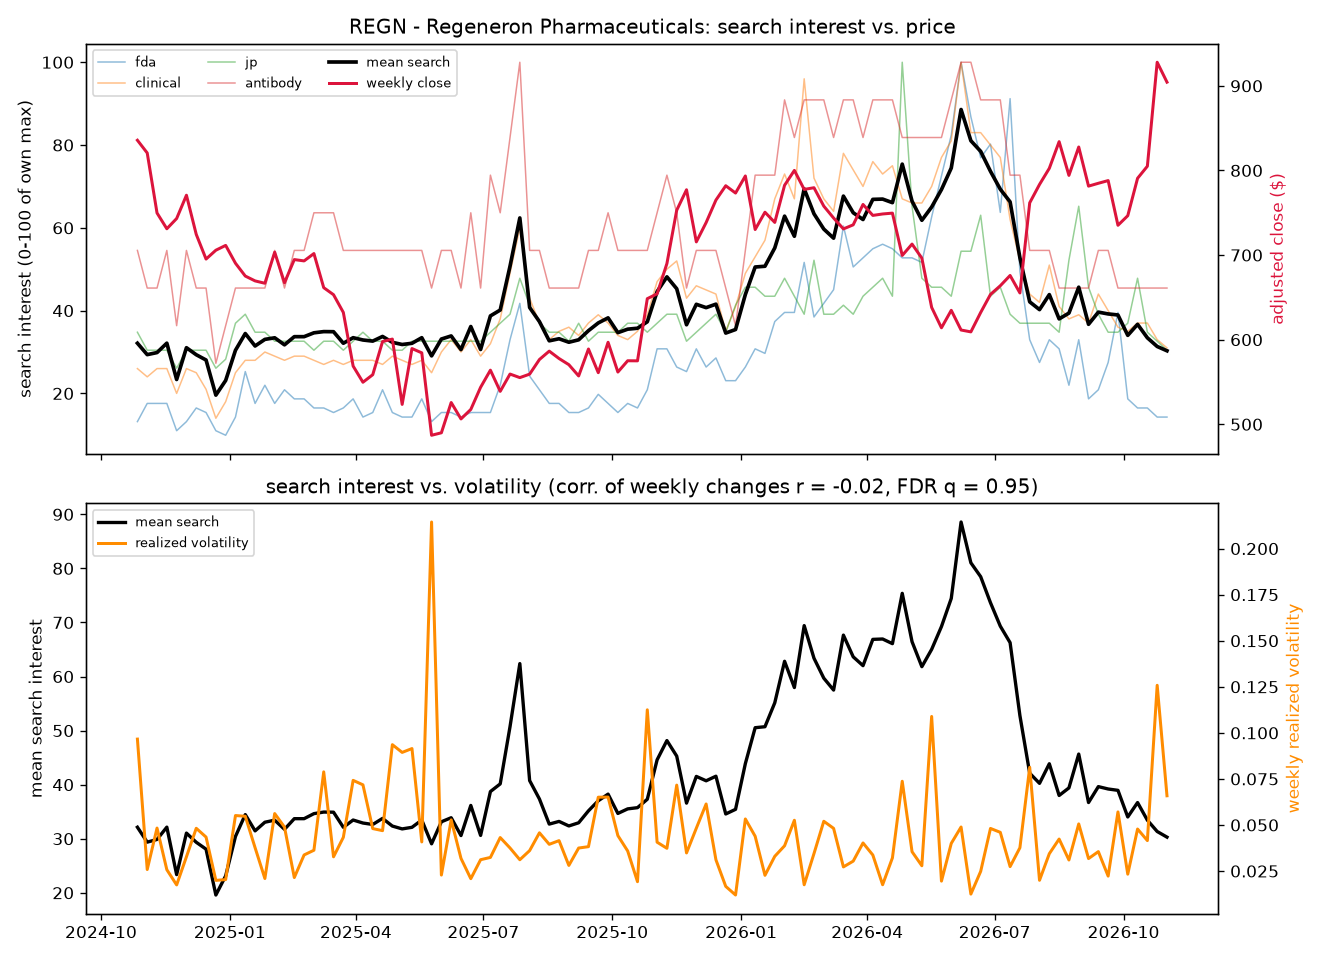 REGN - Regeneron Pharmaceuticals: search interest vs. price
fda jp mean search
clinical antibody weekly close
100
80
60
40
20
search interest (0-100 of own max)
900
800
700
600
500
adjusted close ($)
search interest vs. volatility (corr. of weekly changes r = -0.02, FDR q = 0.95)
mean search
realized volatility
90
80
70
60
50
40
30
20
mean search interest
0.200
0.175
0.150
0.125
0.100
0.075
0.050
0.025
weekly realized volatility
2024-10 2025-01 2025-04 2025-07 2025-10 2026-01 2026-04 2026-07 2026-10